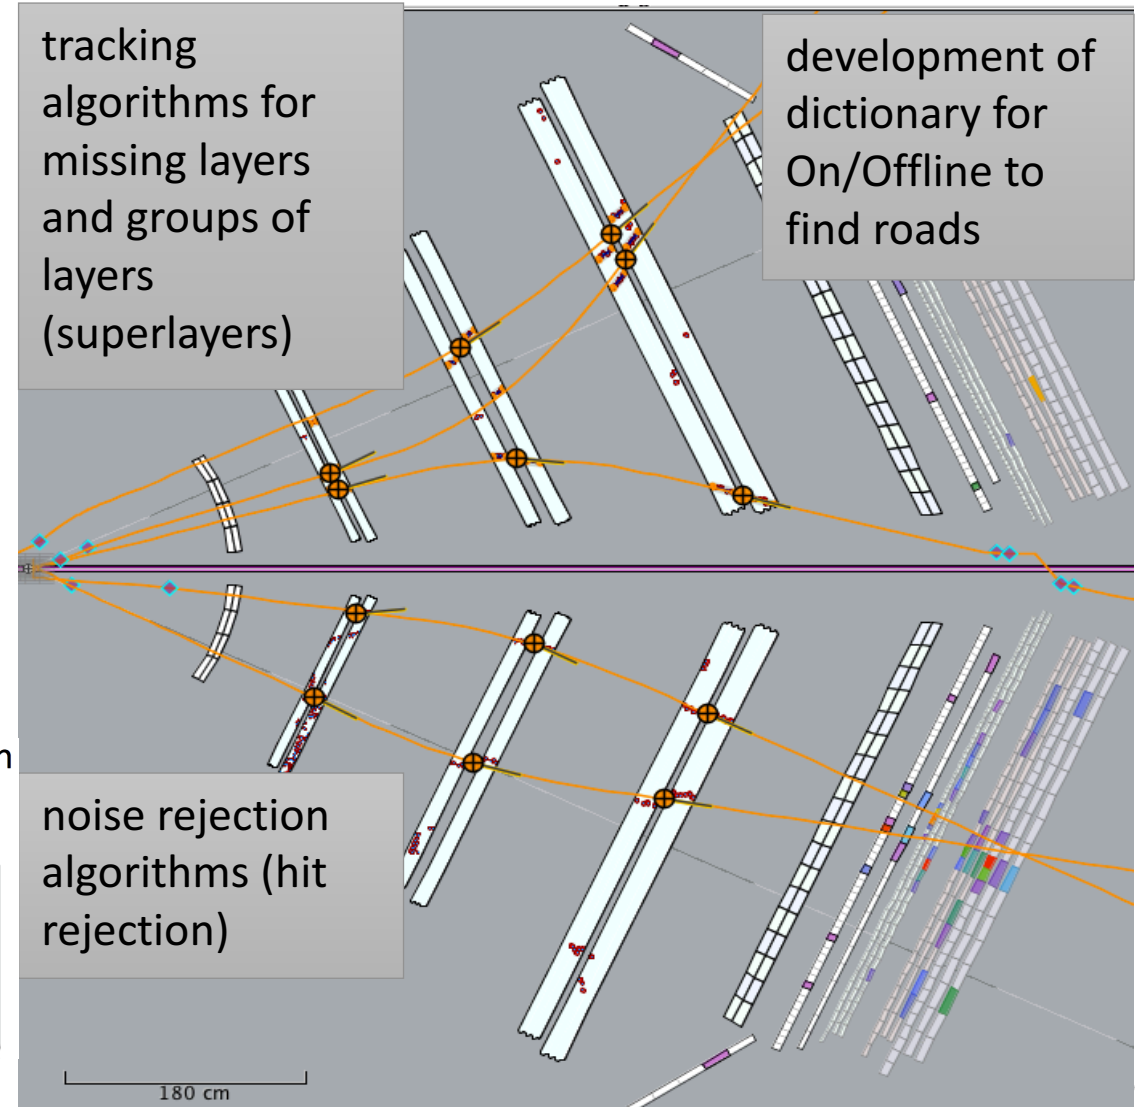 tracking
algorithms for
missing layers
and groups of
layers
(superlayers)
development of
dictionary for
On/Offline to
find roads
noise rejection
algorithms (hit
rejection)
180 cm